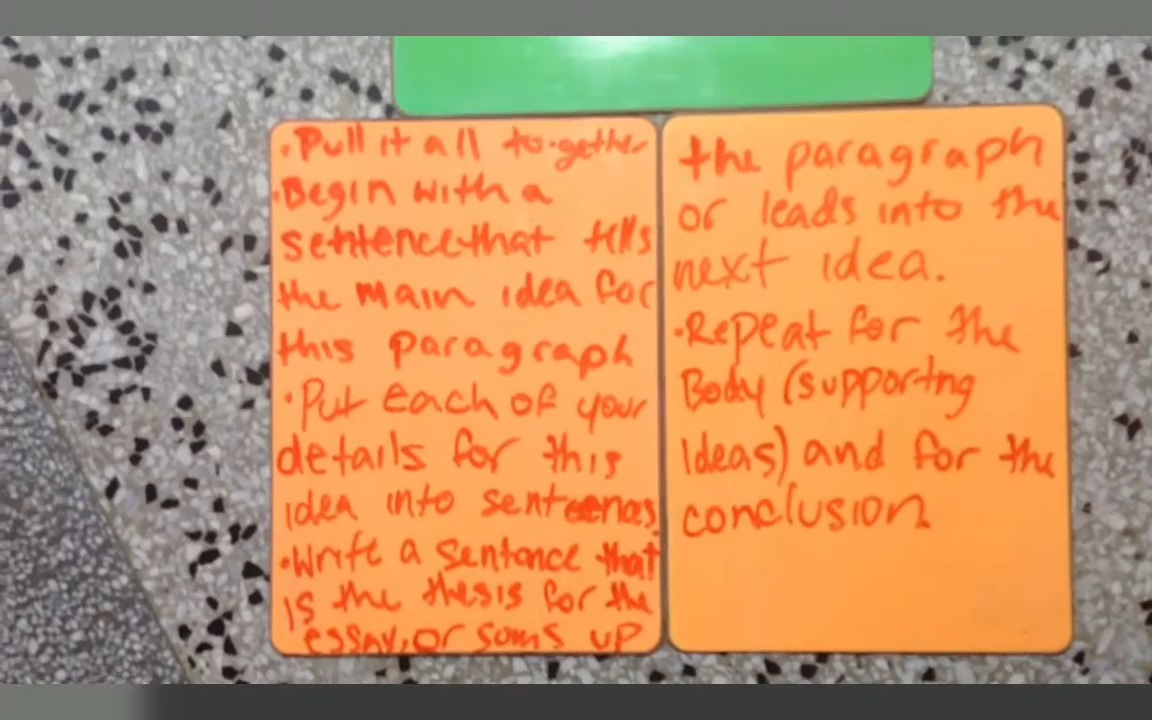 • Pull it all together
• Begin with a
sentence that tells
the main idea for
this paragraph
• Put each of your
details for this
idea into sentences.
• Write a sentence that
is the thesis for the
essay, or sums up
the paragraph
or leads into the
next idea.
• Repeat for the
Body (supporting
Ideas) and for the
conclusion.